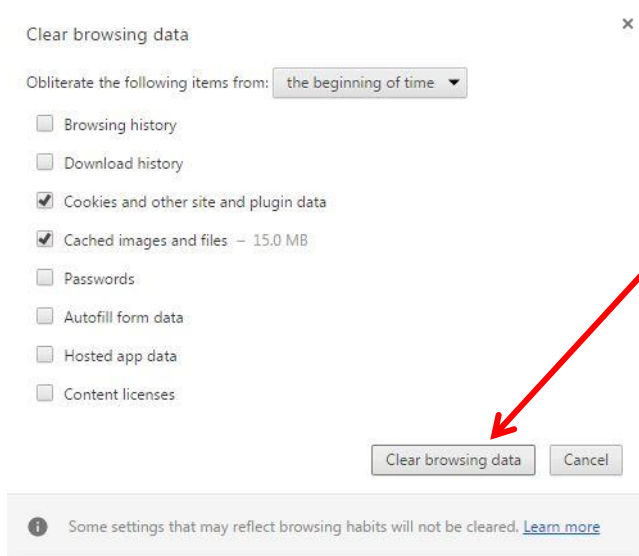 Clear browsing data
Obliterate the following items from: the beginning of time
Browsing history
Download history
Cookies and other site and plugin data
Cached images and files – 15.0 MB
Passwords
Autofill form data
Hosted app data
Content licenses
Clear browsing data Cancel
Some settings that may reflect browsing habits will not be cleared. Learn more